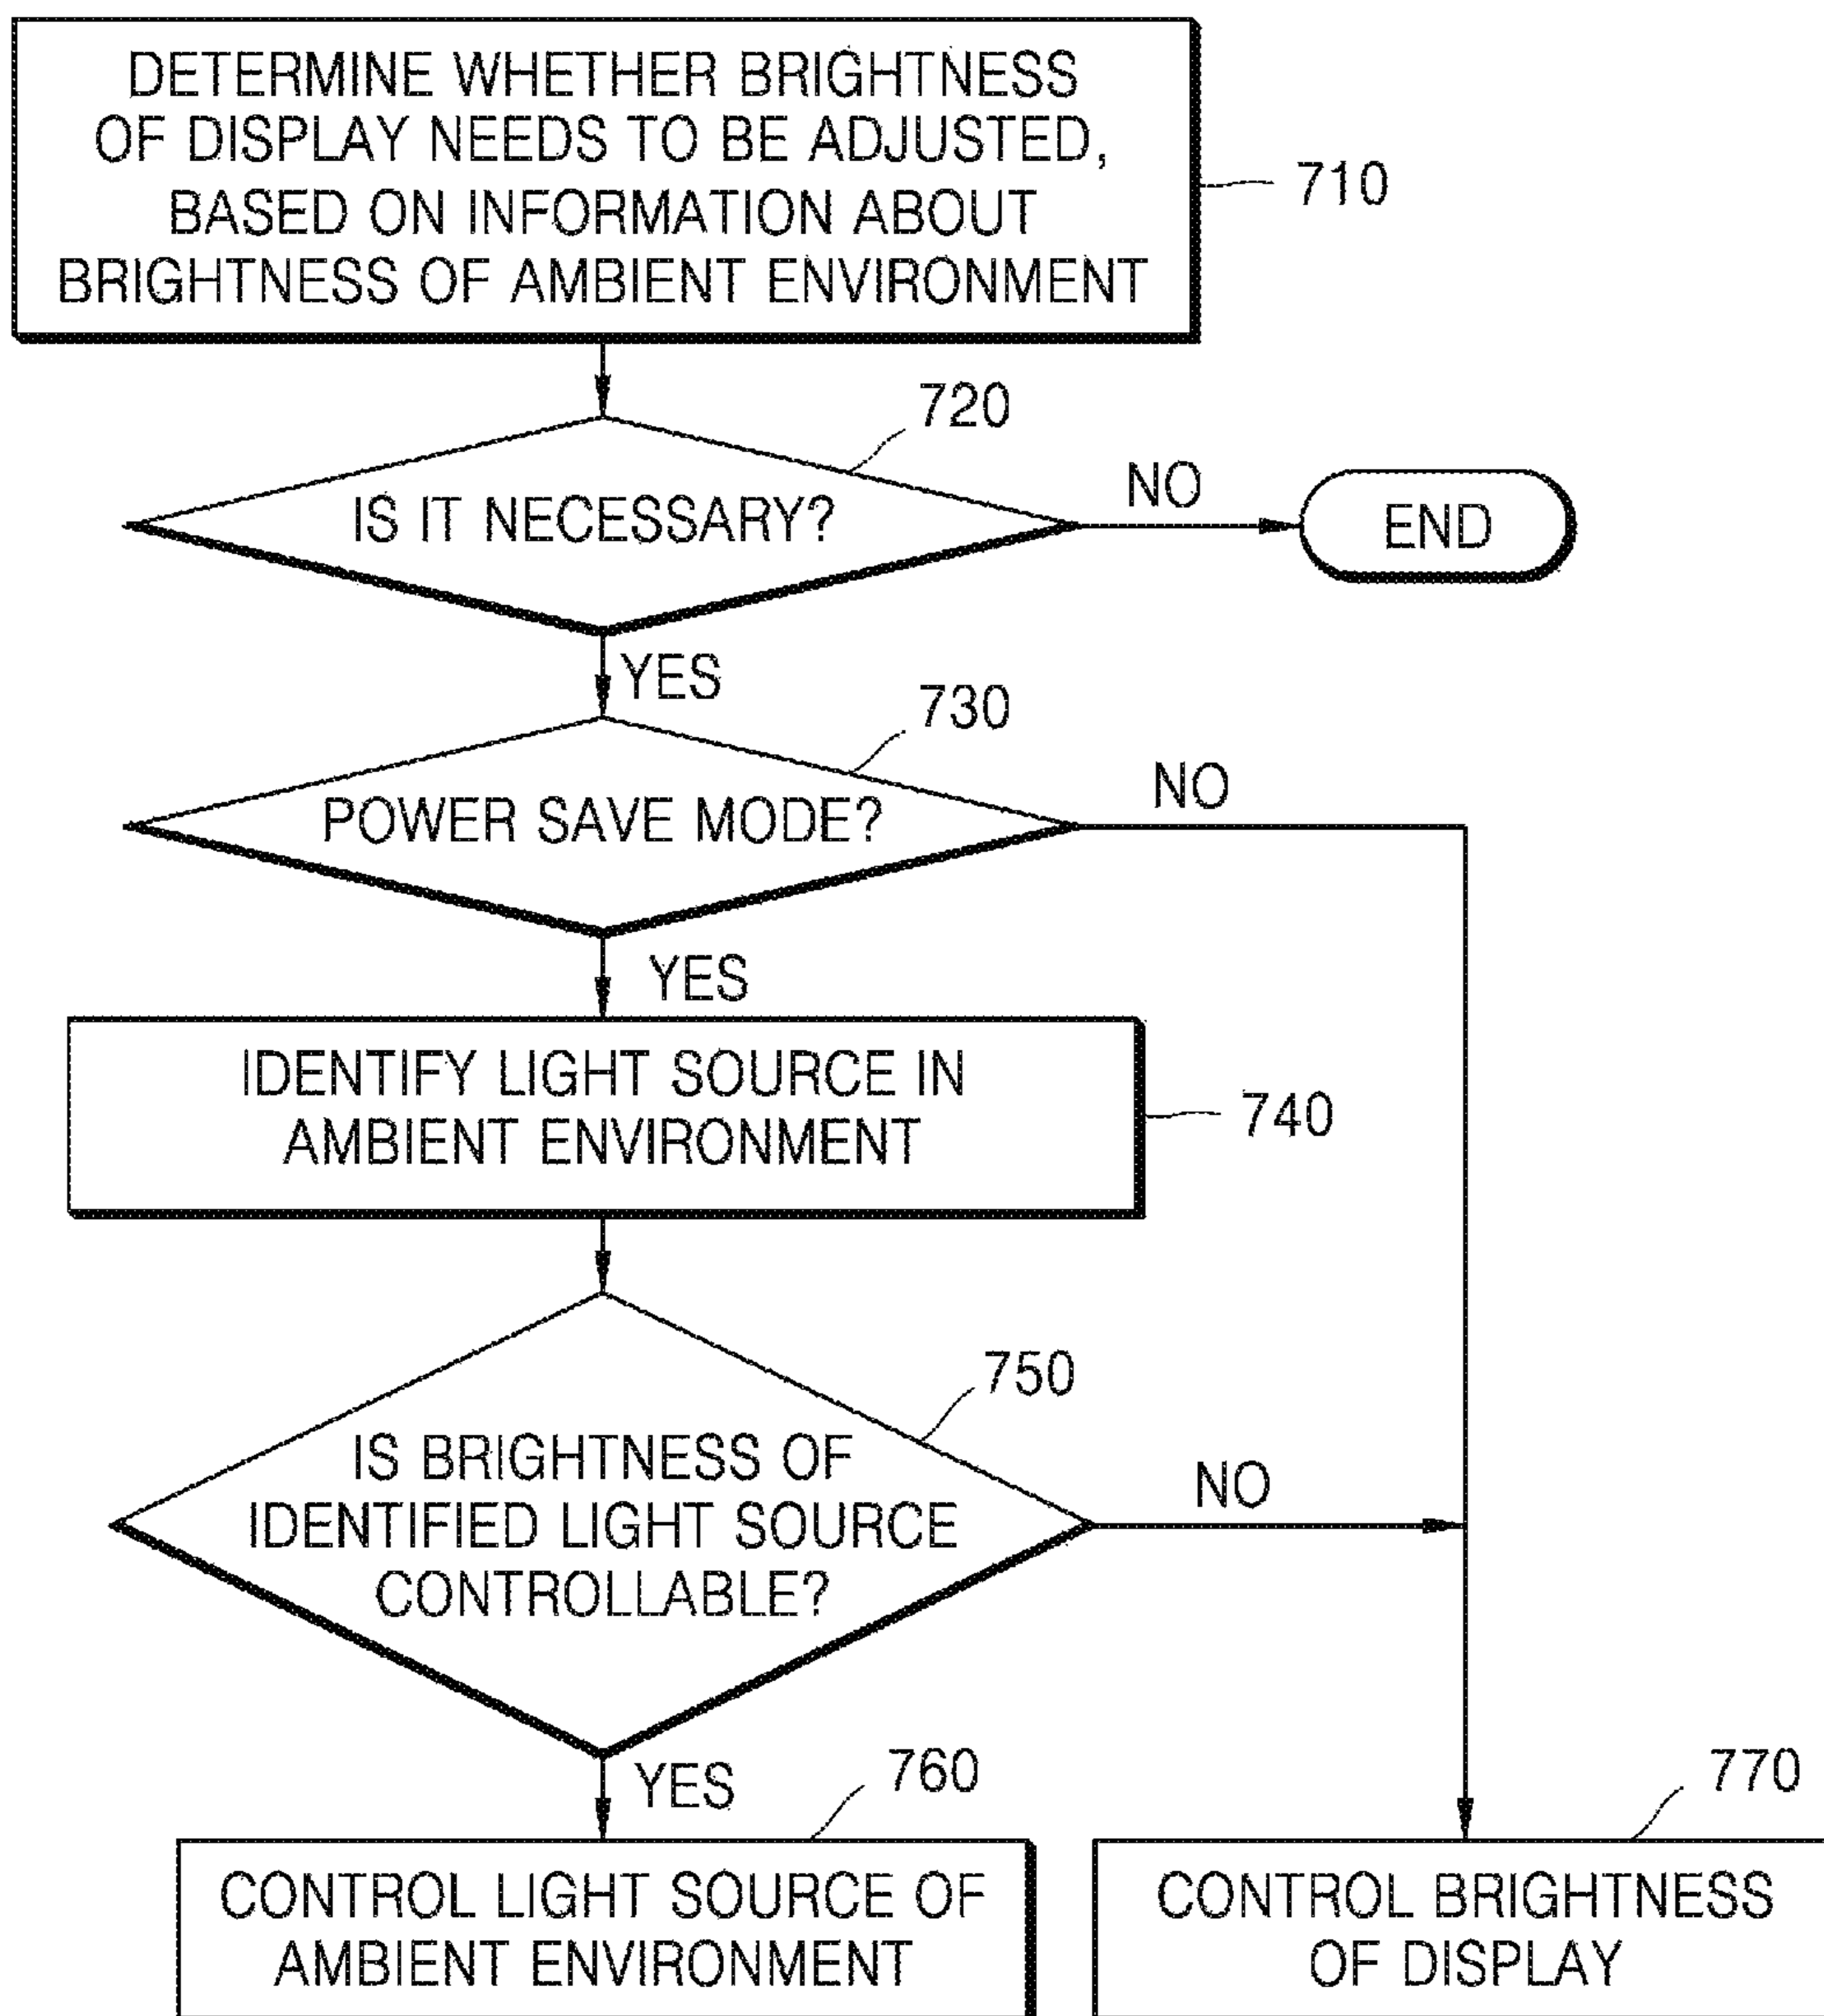 DETERMINE WHETHER BRIGHTNESS
OF DISPLAY NEEDS TO BE ADJUSTED,
BASED ON INFORMATION ABOUT
BRIGHTNESS OF AMBIENT ENVIRONMENT
710
720
IS IT NECESSARY?
NO
END
YES
730
POWER SAVE MODE?
NO
YES
IDENTIFY LIGHT SOURCE IN
AMBIENT ENVIRONMENT
740
750
IS BRIGHTNESS OF
IDENTIFIED LIGHT SOURCE
CONTROLLABLE?
NO
YES
760
770
CONTROL LIGHT SOURCE OF
AMBIENT ENVIRONMENT
CONTROL BRIGHTNESS
OF DISPLAY